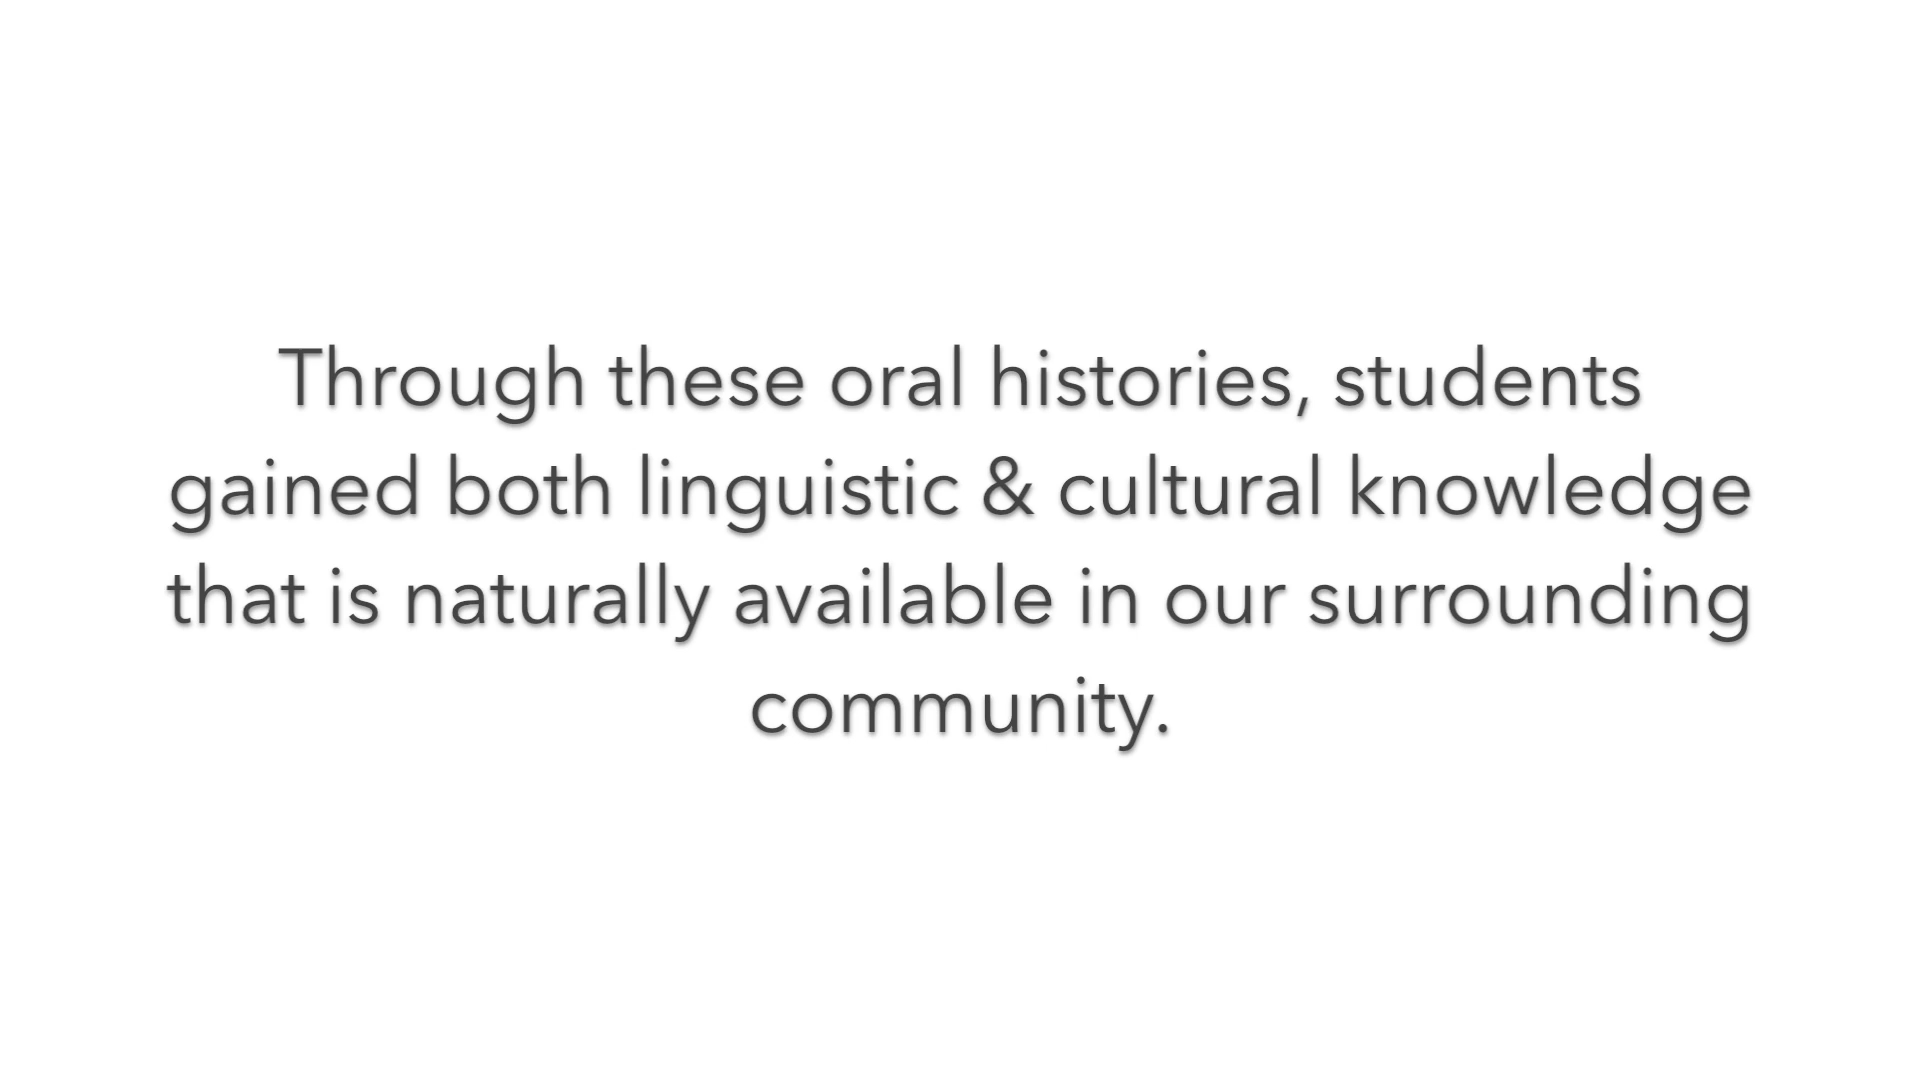 Through these oral histories, students
gained both linguistic & cultural knowledge
that is naturally available in our surrounding
community.